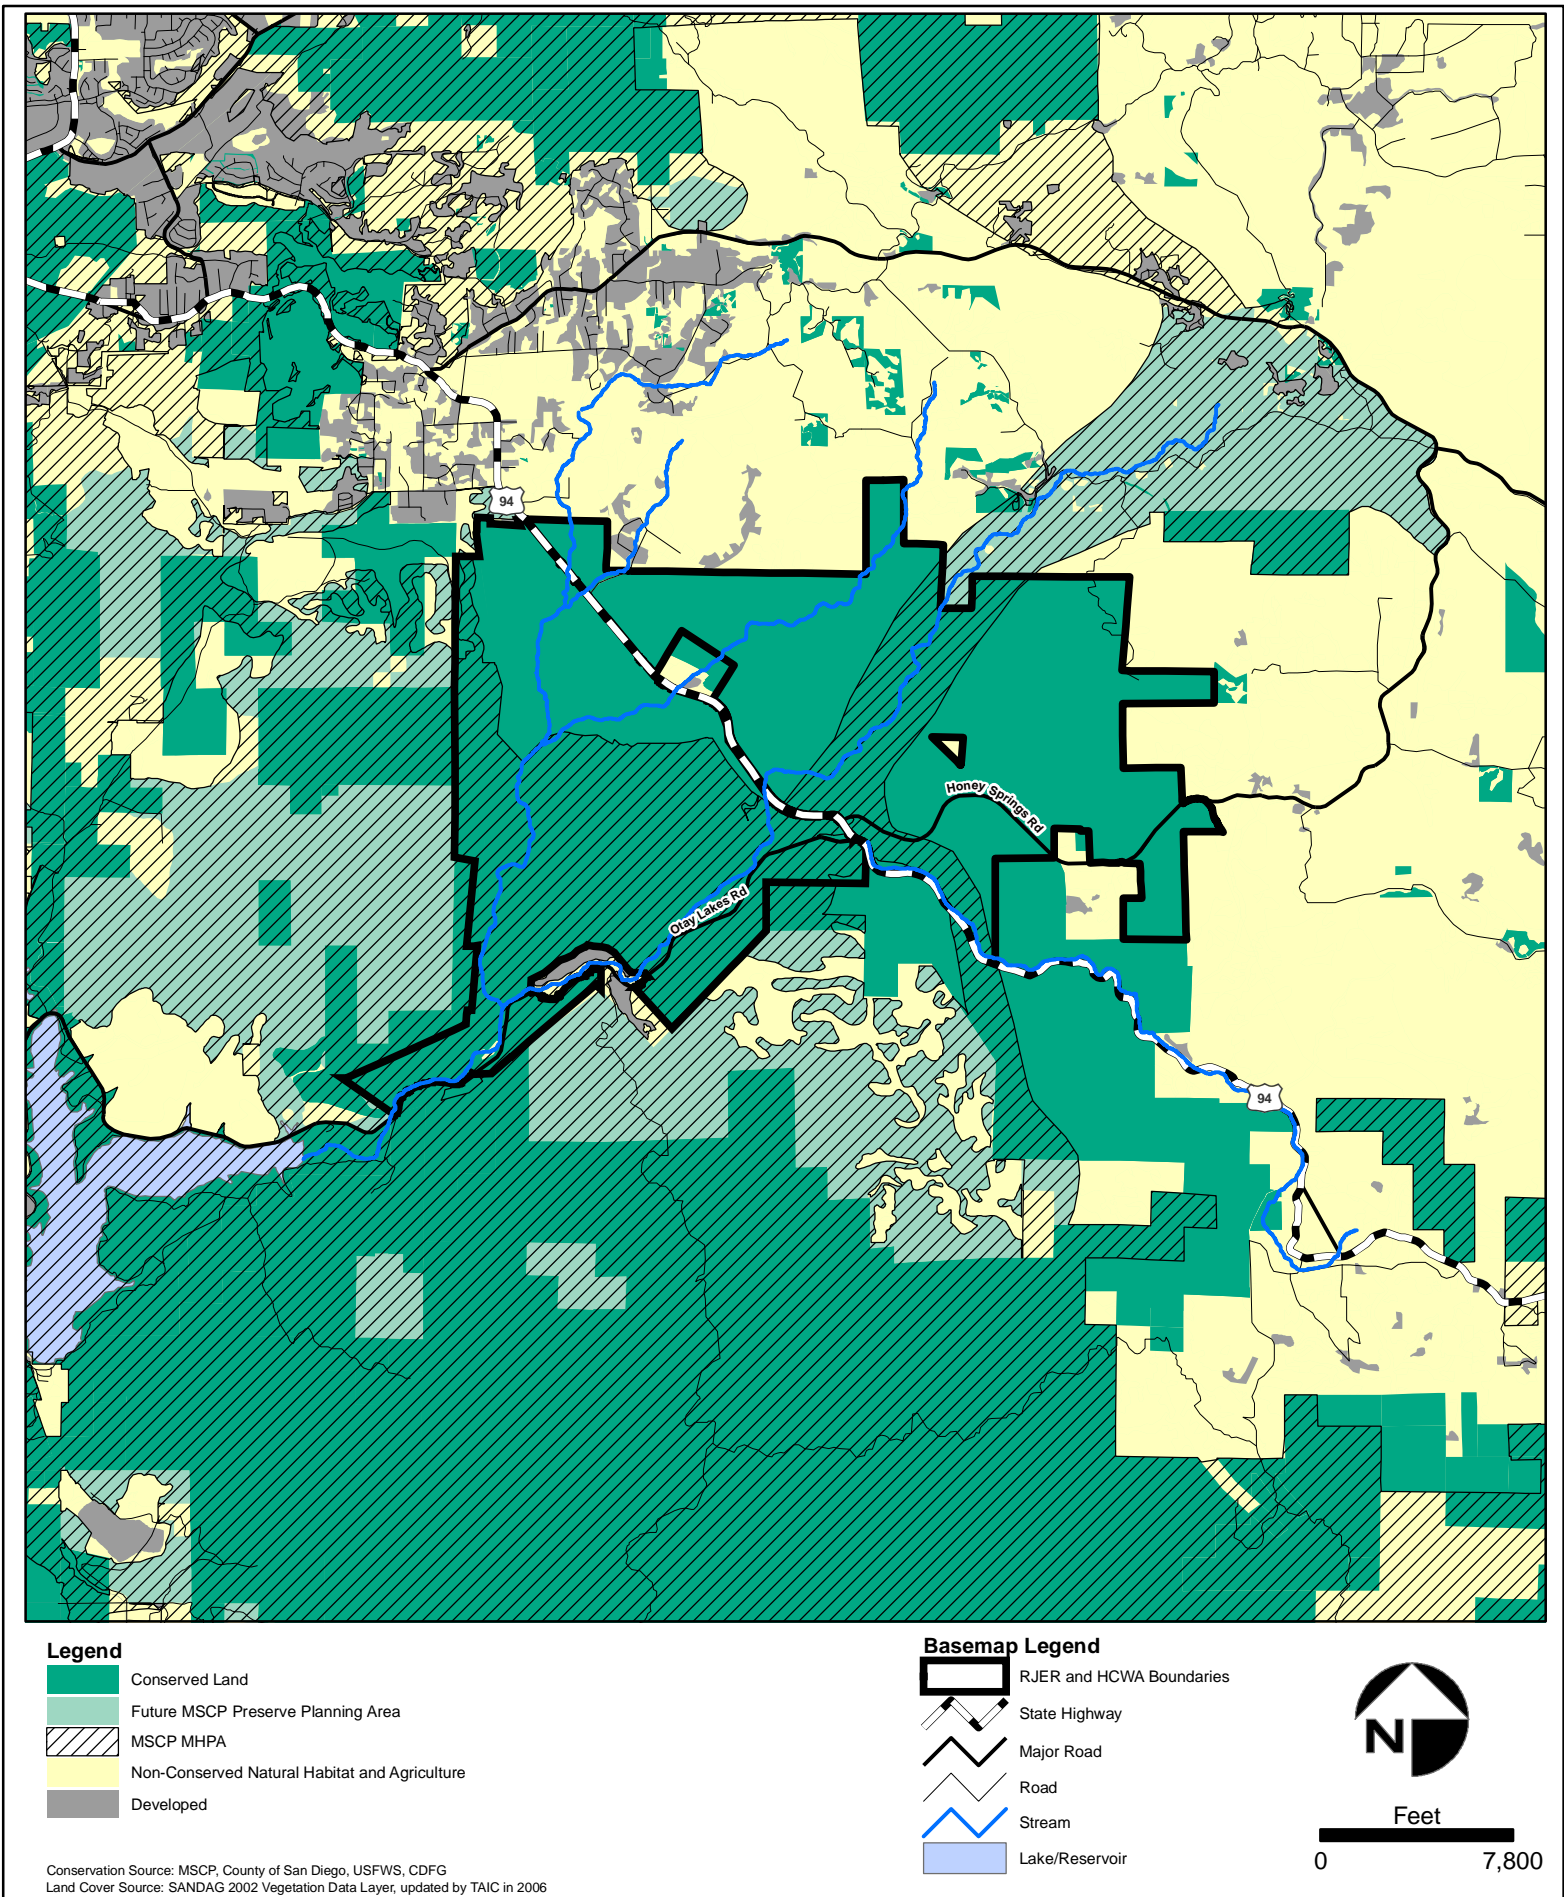 94
Honey Springs Rd
Otay Lakes Rd
94
Legend
Conserved Land
Future MSCP Preserve Planning Area
MSCP MHPA
Non-Conserved Natural Habitat and Agriculture
Developed
Conservation Source: MSCP, County of San Diego, USFWS, CDFG
Land Cover Source: SANDAG 2002 Vegetation Data Layer, updated by TAIC in 2006
Basemap Legend
RJER and HCWA Boundaries
State Highway
Major Road
Road
Stream
Lake/Reservoir
N
Feet
0 7,800